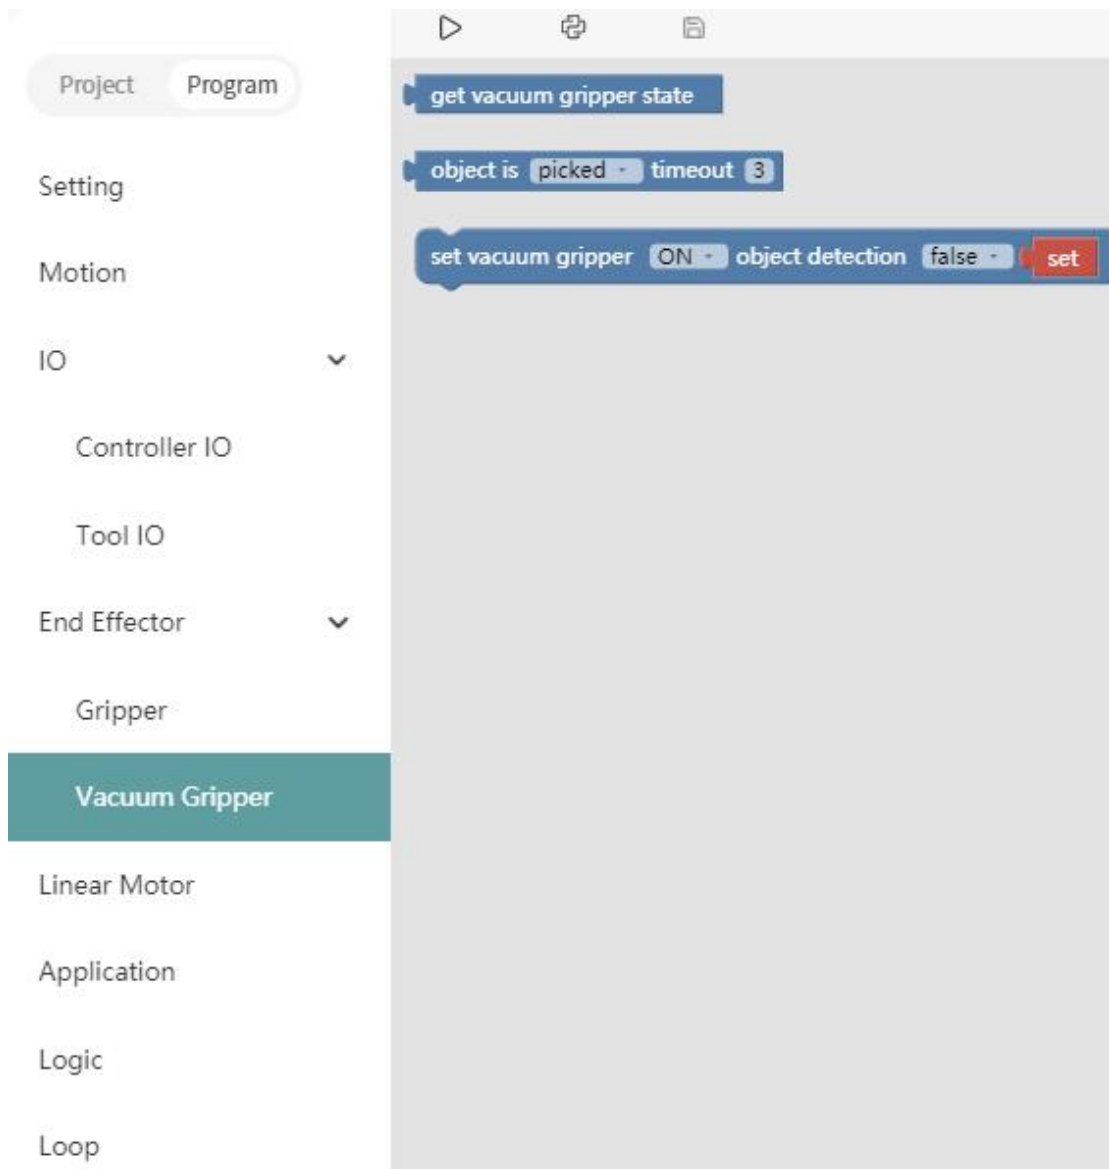 Project Program
Setting
Motion
IO
Controller IO
Tool IO
End Effector
Gripper
Vacuum Gripper
Linear Motor
Application
Logic
Loop
get vacuum gripper state
object is picked timeout 3
set vacuum gripper ON object detection false set